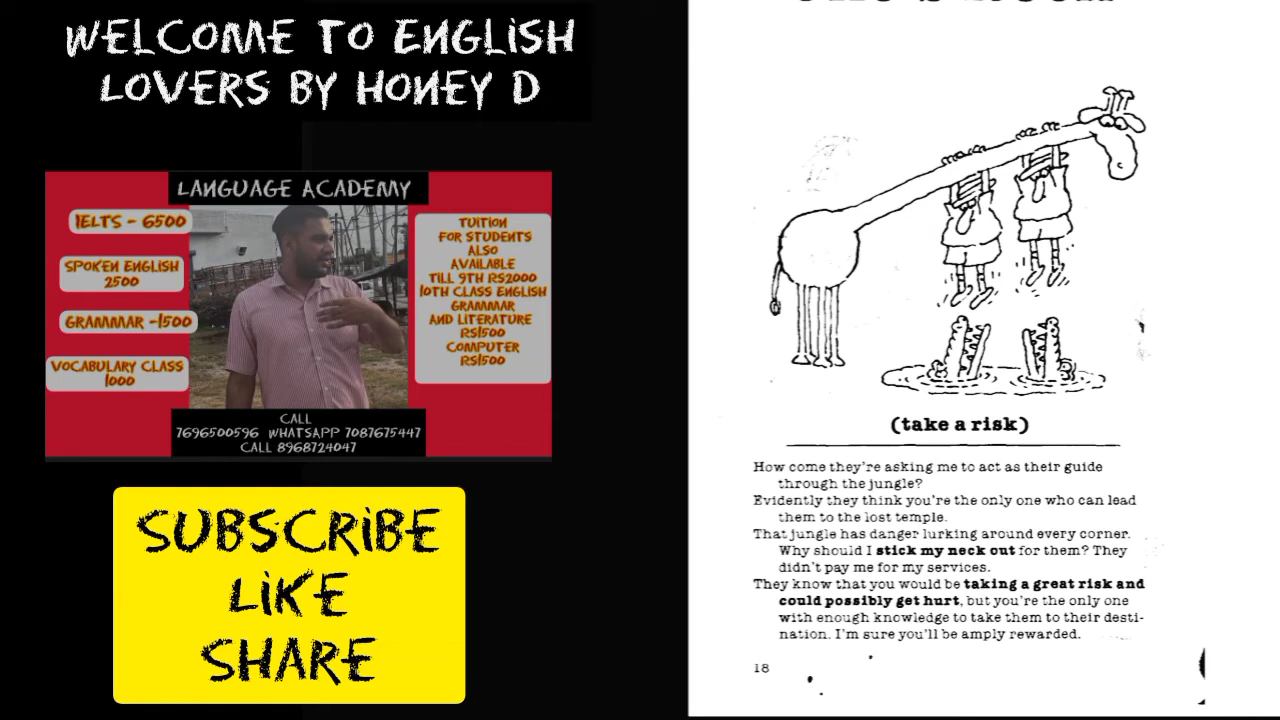 WELCOME TO ENGLISH
LOVERS BY HONEY D
LANGUAGE ACADEMY
IELTS - 6500
SPOKEN ENGLISH
2500
GRAMMAR -1500
VOCABULARY CLASS
1000
TUITION
FOR STUDENTS
ALSO
AVAILABLE
TILL 9TH RS2000
10TH CLASS ENGLISH
GRAMMAR
AND LITERATURE
RS1500
COMPUTER
RS1500
CALL
7696500596 WHATSAPP 7087675447
CALL 8968724047
SUBSCRIBE
LIKE
SHARE
(take a risk)
How come they're asking me to act as their guide
through the jungle?
Evidently they think you're the only one who can lead
them to the lost temple.
That jungle has danger lurking around every corner.
Why should I stick my neck out for them? They
didn't pay me for my services.
They know that you would be taking a great risk and
could possibly get hurt, but you're the only one
with enough knowledge to take them to their desti-
nation. I'm sure you'll be amply rewarded.
18